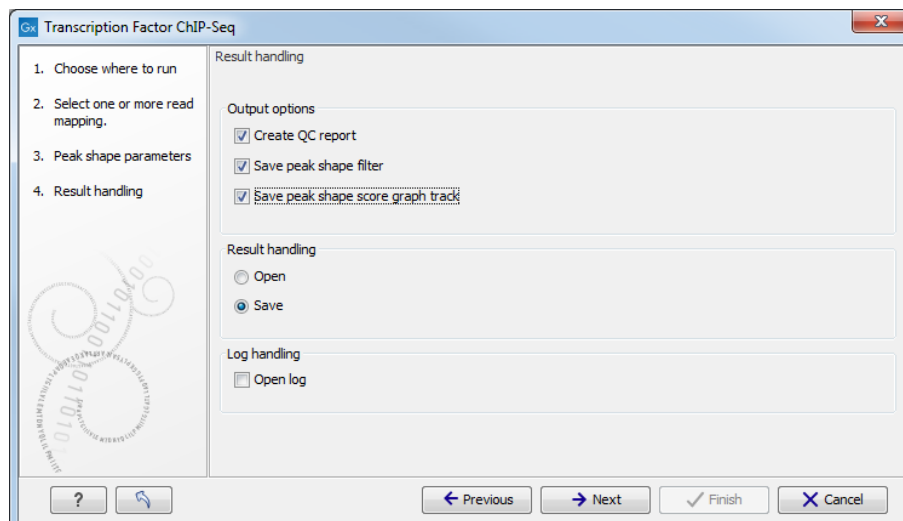 Gx Transcription Factor ChIP-Seq
1. Choose where to run
2. Select one or more read
mapping.
3. Peak shape parameters
4. Result handling
Result handling
Output options
Create QC report
Save peak shape filter
Save peak shape score graph track
Result handling
Open
Save
Log handling
Open log
?
Previous
Next
Finish
Cancel